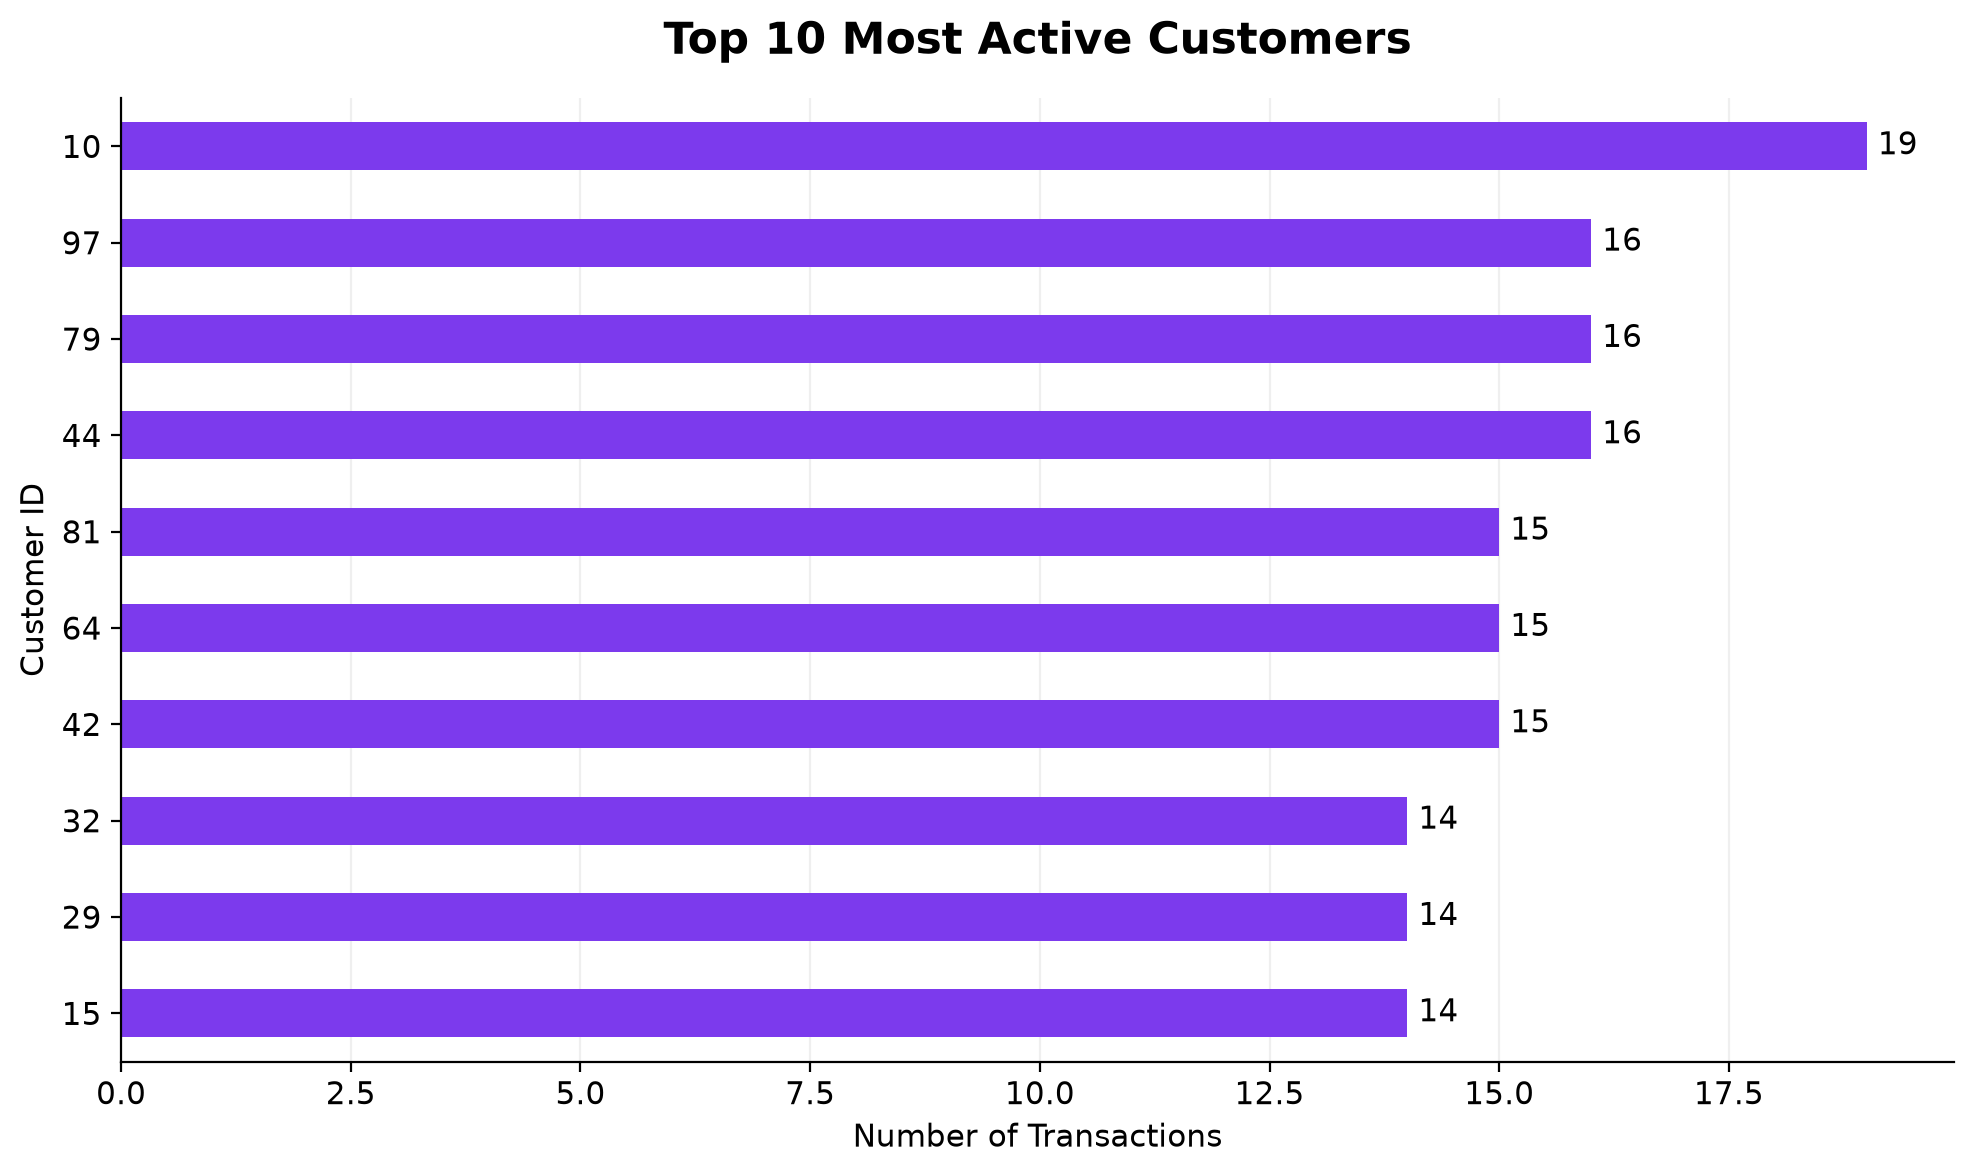 Top 10 Most Active Customers
10 19
97 16
79 16
44 16
81 15
64 15
42 15
32 14
29 14
15 14
Customer ID
0.0 2.5 5.0 7.5 10.0 12.5 15.0 17.5
Number of Transactions